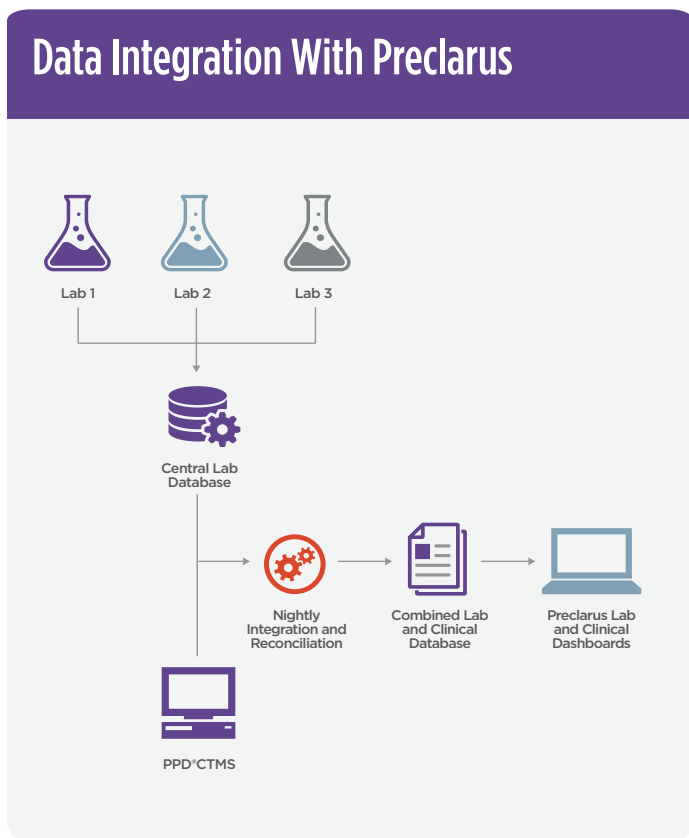 Data Integration With Preclarus
Lab 1
Lab 2
Lab 3
Central Lab
Database
Nightly
Integration and
Reconciliation
Combined Lab
and Clinical
Database
Preclarus Lab
and Clinical
Dashboards
PPD®CTMS